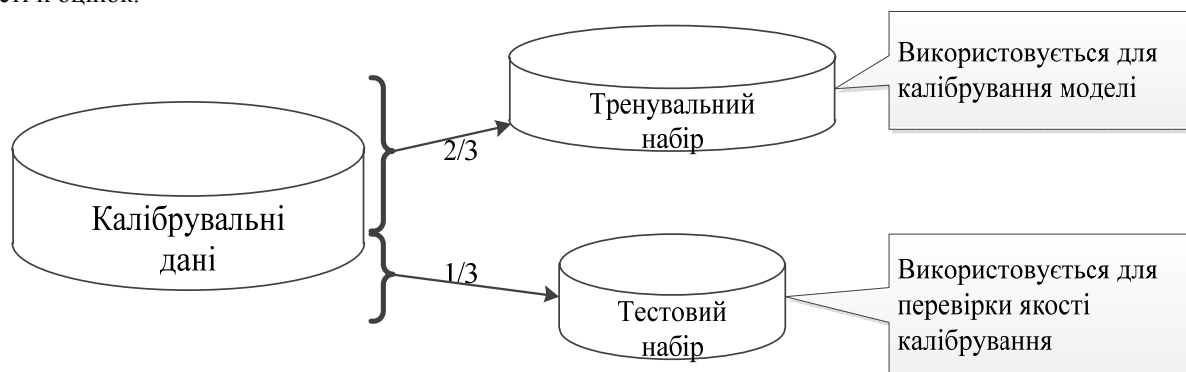 Калібрувальні
дані
2/3
Тренувальний
набір
Використовується для
калібрування моделі
1/3
Тестовий
набір
Використовується для
перевірки якості
калібрування